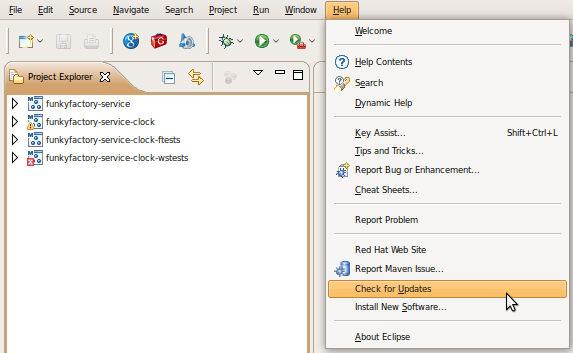 File Edit Source Navigate Search Project Run Window Help
Project Explorer
funkyfactory-service
funkyfactory-service-clock
funkyfactory-service-clock-ftests
funkyfactory-service-clock-wstests
Welcome
Help Contents
Search
Dynamic Help
Key Assist... Shift+Ctrl+L
Tips and Tricks...
Report Bug or Enhancement...
Cheat Sheets...
Report Problem
Red Hat Web Site
Report Maven Issue...
Check for Updates
Install New Software...
About Eclipse